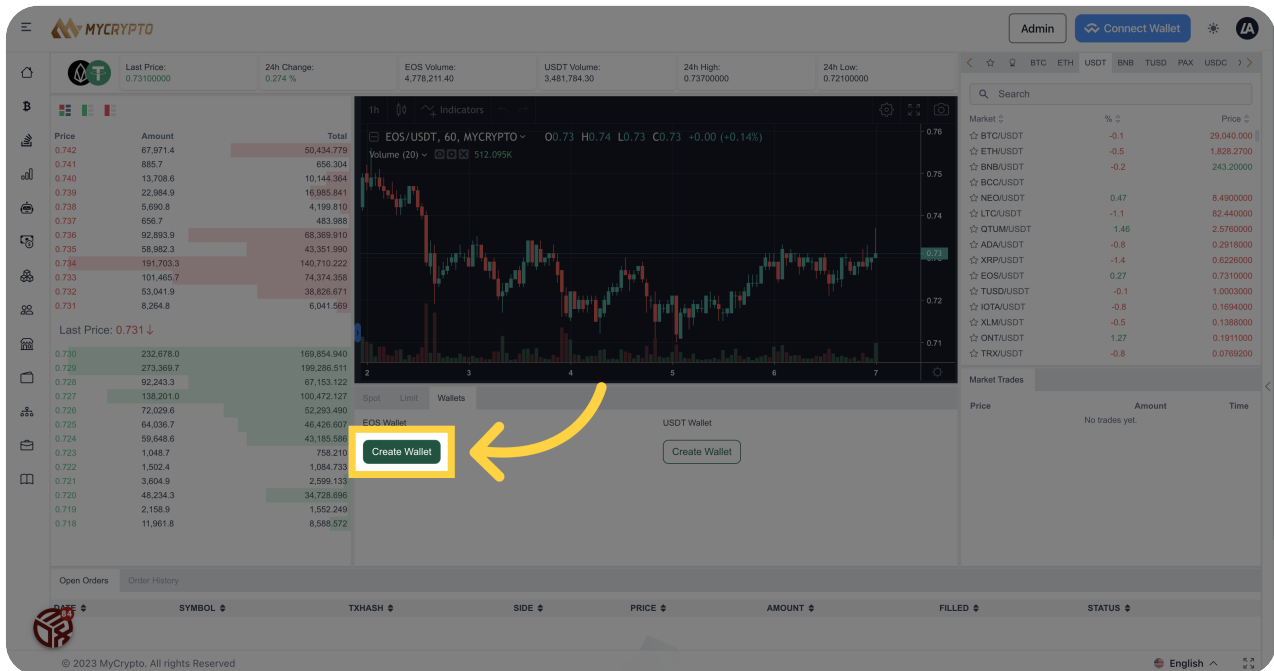 MYCRYPTO
Admin
Connect Wallet
Last Price:
0.73100000
24h Change:
0.274 %
EOS Volume:
4,778,211.40
USDT Volume:
3,481,784.30
24h High:
0.73700000
24h Low:
0.72100000
BTC ETH USDT BNB TUSD PAX USDC
Search
Market % Price
BTC/USDT -0.1 29,040.000
ETH/USDT -0.5 1,828.2700
BNB/USDT -0.2 243.20000
BCC/USDT
NEO/USDT 0.47 8.4900000
LTC/USDT -1.1 82.440000
QTUM/USDT 1.46 2.5760000
ADA/USDT -0.8 0.2918000
XRP/USDT -1.4 0.6226000
EOS/USDT 0.27 0.7310000
TUSD/USDT -0.1 1.0003000
IOTA/USDT -0.8 0.1694000
XLM/USDT -0.5 0.1388000
ONT/USDT 1.27 0.1911000
TRX/USDT -0.8 0.0769200
Price Amount Total
0.742 67,971.4 50,434.779
0.741 885.7 656.304
0.740 13,708.6 10,144.364
0.739 22,984.9 16,985.841
0.738 5,690.8 4,199.810
0.737 656.7 483.988
0.736 92,893.9 68,369.910
0.735 58,982.3 43,351.990
0.734 191,703.3 140,710.222
0.733 101,465.7 74,374.358
0.732 53,041.9 38,826.671
0.731 8,264.8 6,041.569
Last Price: 0.731↓
0.730 232,678.0 169,854.940
0.729 273,369.7 199,286.511
0.728 92,243.3 67,153.122
0.727 138,201.0 100,472.127
0.726 72,029.6 52,293.490
0.725 64,036.7 46,426.607
0.724 59,648.6 43,185.586
0.723 1,048.7 758.210
0.722 1,502.4 1,084.733
0.721 3,604.9 2,599.133
0.720 48,234.3 34,728.696
0.719 2,158.9 1,552.249
0.718 11,961.8 8,588.572
1h Indicators
EOS/USDT, 60, MYCRYPTO O0.73 H0.74 L0.73 C0.73 +0.00 (+0.14%)
Volume (20) 512.095K
0.76
0.75
0.74
0.73
0.72
0.71
2 3 4 5 6 7
Spot Limit Wallets
EOS Wallet
Create Wallet
USDT Wallet
Create Wallet
Market Trades
Price Amount Time
No trades yet.
Open Orders Order History
DATE SYMBOL TXHASH SIDE PRICE AMOUNT FILLED STATUS
84
© 2023 MyCrypto. All rights Reserved
English